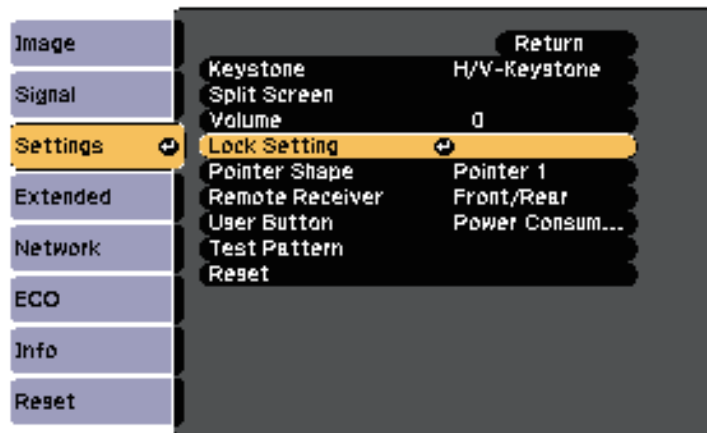 Image
Signal
Settings
Extended
Network
ECO
Info
Reset
Return
Keystone H/V-Keystone
Split Screen
Volume 0
Lock Setting
Pointer Shape Pointer 1
Remote Receiver Front/Rear
User Button Power Consum...
Test Pattern
Reset